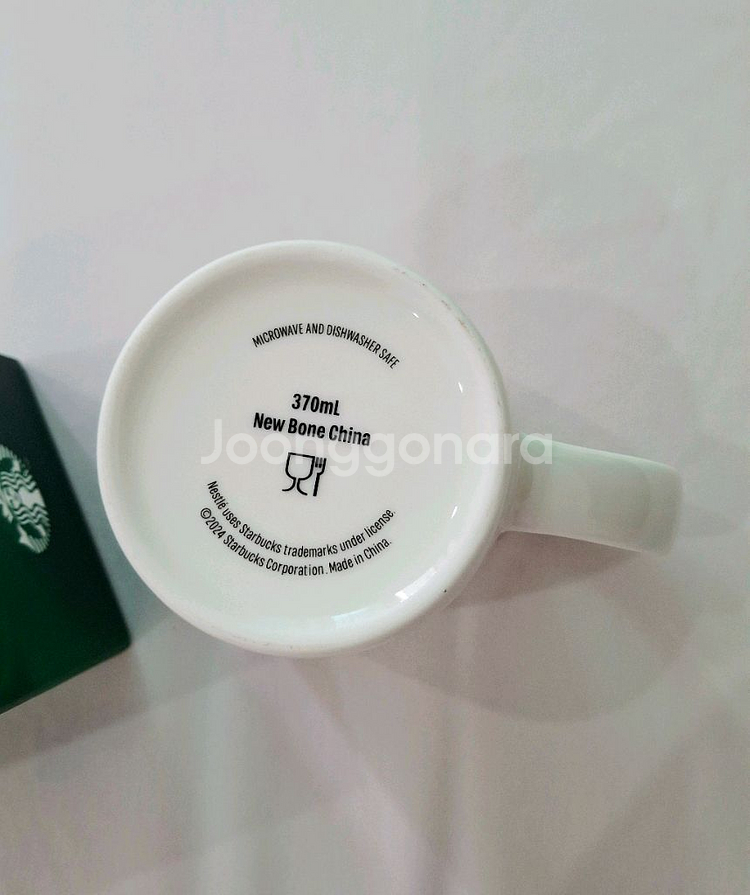 MICROWAVE AND DISHWASHER SAFE
370mL
New Bone China
Joonggonara
Nestlé uses Starbucks trademarks under license.
©2024 Starbucks Corporation. Made in China.